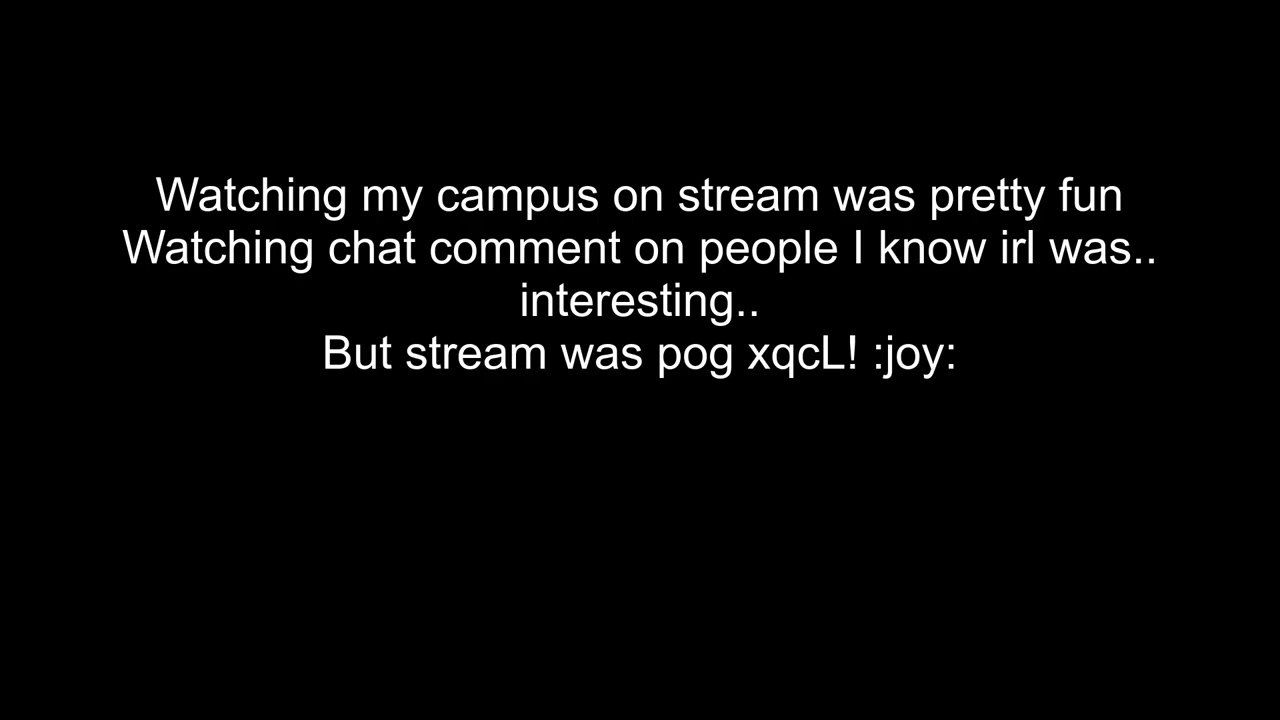 Watching my campus on stream was pretty fun
Watching chat comment on people I know irl was..
interesting..
But stream was pog xqcL! :joy: